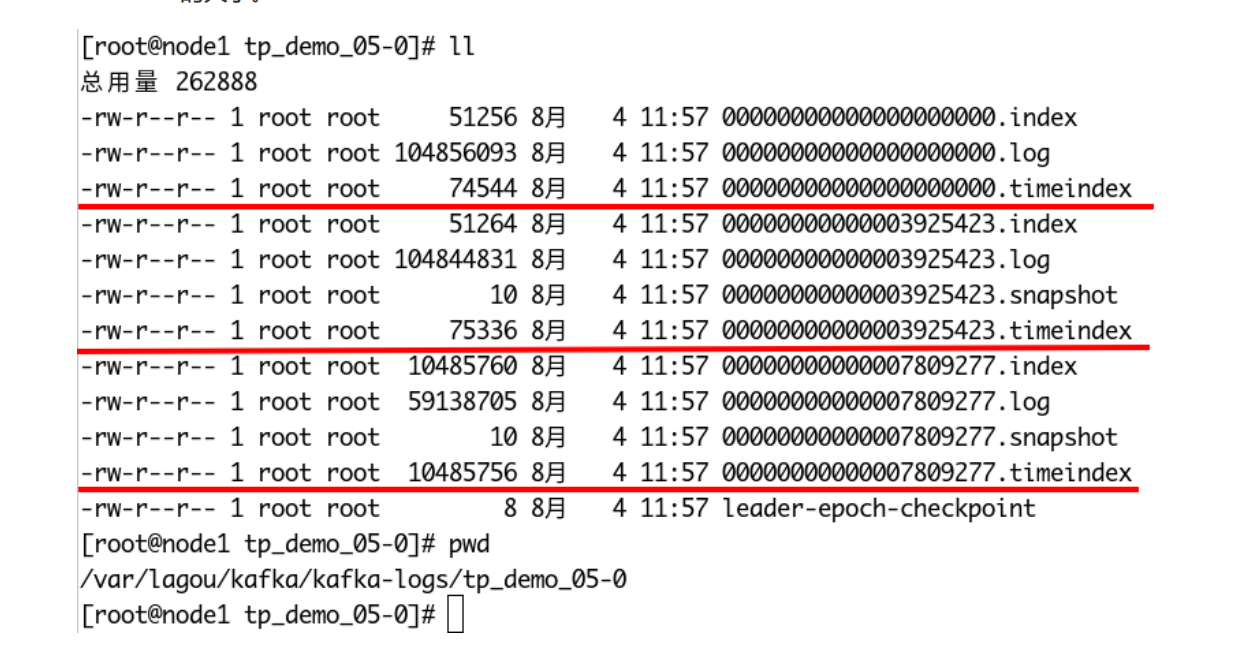 的大小。
[root@node1 tp_demo_05-0]# ll
总用量 262888
-rw-r--r-- 1 root root 51256 8月 4 11:57 00000000000000000000.index
-rw-r--r-- 1 root root 104856093 8月 4 11:57 00000000000000000000.log
-rw-r--r-- 1 root root 74544 8月 4 11:57 00000000000000000000.timeindex
-rw-r--r-- 1 root root 51264 8月 4 11:57 00000000000003925423.index
-rw-r--r-- 1 root root 104844831 8月 4 11:57 00000000000003925423.log
-rw-r--r-- 1 root root 10 8月 4 11:57 00000000000003925423.snapshot
-rw-r--r-- 1 root root 75336 8月 4 11:57 00000000000003925423.timeindex
-rw-r--r-- 1 root root 10485760 8月 4 11:57 00000000000007809277.index
-rw-r--r-- 1 root root 59138705 8月 4 11:57 00000000000007809277.log
-rw-r--r-- 1 root root 10 8月 4 11:57 00000000000007809277.snapshot
-rw-r--r-- 1 root root 10485756 8月 4 11:57 00000000000007809277.timeindex
-rw-r--r-- 1 root root 8 8月 4 11:57 leader-epoch-checkpoint
[root@node1 tp_demo_05-0]# pwd
/var/lagou/kafka/kafka-logs/tp_demo_05-0
[root@node1 tp_demo_05-0]#